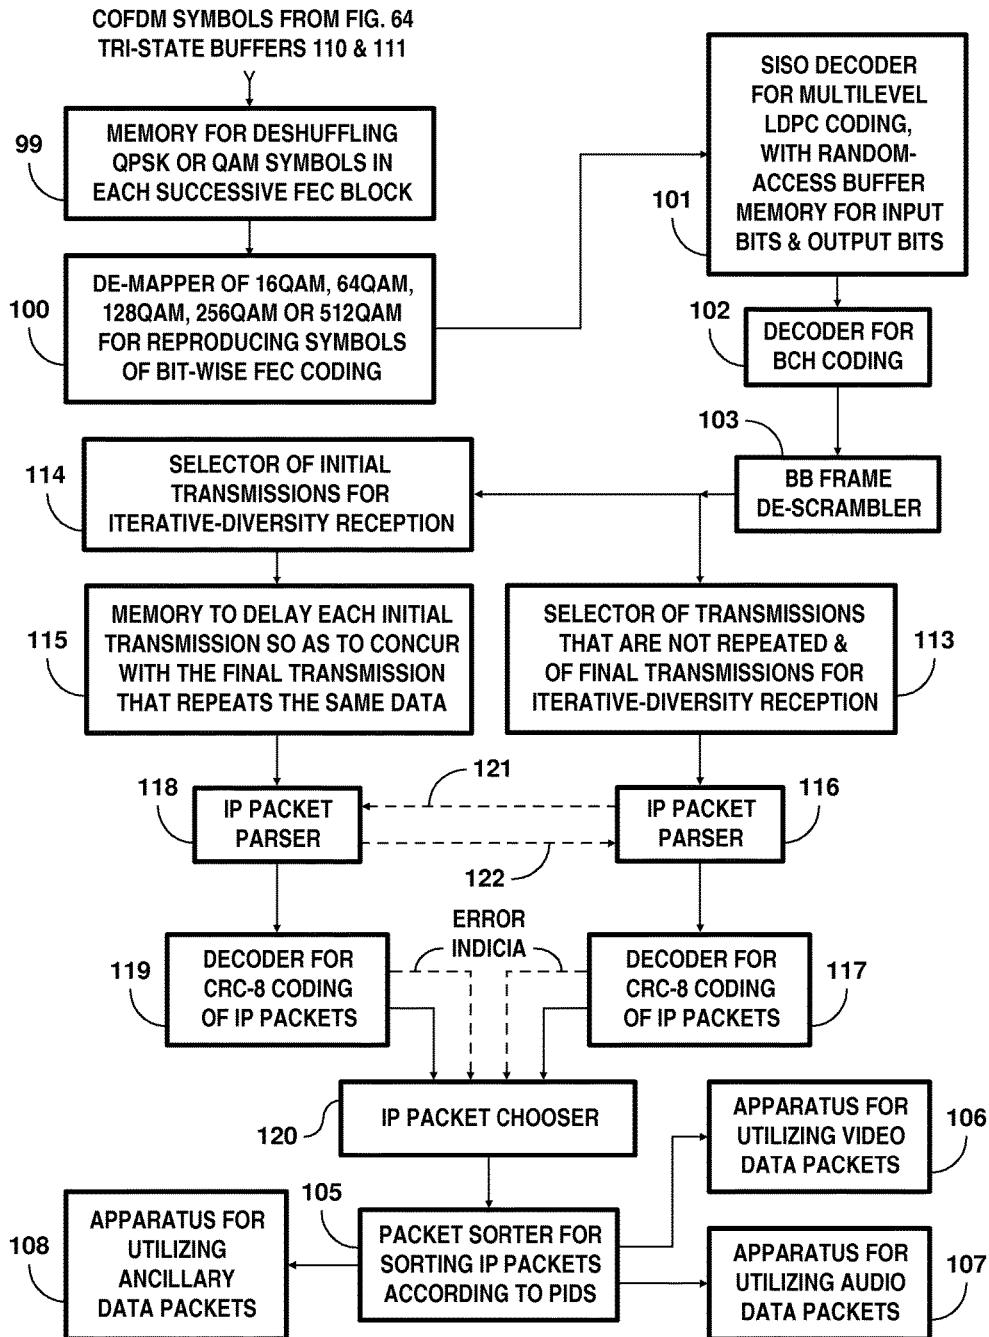 COFDM SYMBOLS FROM FIG. 64
TRI-STATE BUFFERS 110 & 111
99
MEMORY FOR DESHUFFLING
QPSK OR QAM SYMBOLS IN
EACH SUCCESSIVE FEC BLOCK
100
DE-MAPPER OF 16QAM, 64QAM,
128QAM, 256QAM OR 512QAM
FOR REPRODUCING SYMBOLS
OF BIT-WISE FEC CODING
101
SISO DECODER
FOR MULTILEVEL
LDPC CODING,
WITH RANDOM-
ACCESS BUFFER
MEMORY FOR INPUT
BITS & OUTPUT BITS
102
DECODER FOR
BCH CODING
103
BB FRAME
DE-SCRAMBLER
114
SELECTOR OF INITIAL
TRANSMISSIONS FOR
ITERATIVE-DIVERSITY RECEPTION
115
MEMORY TO DELAY EACH INITIAL
TRANSMISSION SO AS TO CONCUR
WITH THE FINAL TRANSMISSION
THAT REPEATS THE SAME DATA
SELECTOR OF TRANSMISSIONS
THAT ARE NOT REPEATED &
OF FINAL TRANSMISSIONS FOR
ITERATIVE-DIVERSITY RECEPTION
113
118
IP PACKET
PARSER
121
122
IP PACKET
PARSER
116
119
DECODER FOR
CRC-8 CODING
OF IP PACKETS
ERROR
INDICIA
DECODER FOR
CRC-8 CODING
OF IP PACKETS
117
120
IP PACKET CHOOSER
105
PACKET SORTER FOR
SORTING IP PACKETS
ACCORDING TO PIDS
APPARATUS FOR
UTILIZING VIDEO
DATA PACKETS
106
108
APPARATUS FOR
UTILIZING
ANCILLARY
DATA PACKETS
APPARATUS FOR
UTILIZING AUDIO
DATA PACKETS
107